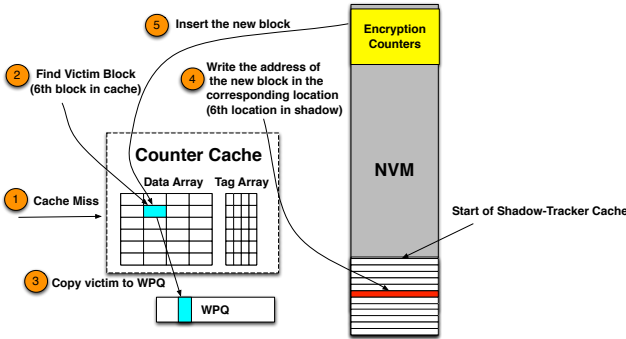 5
Insert the new block
Encryption
Counters
2
Find Victim Block
(6th block in cache)
4
Write the address of
the new block in the
corresponding location
(6th location in shadow)
Counter Cache
NVM
Data Array
Tag Array
1
Cache Miss
Start of Shadow-Tracker Cache
3
Copy victim to WPQ
WPQ